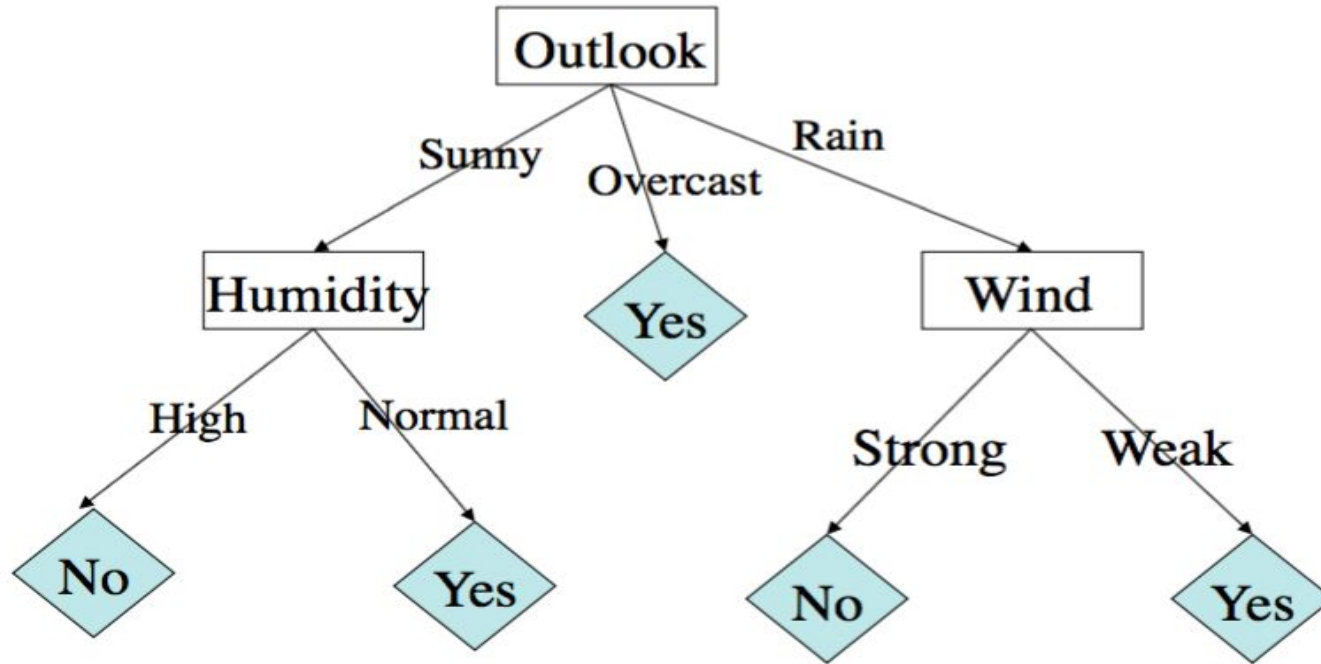 Outlook
Sunny
Overcast
Rain
Humidity
Yes
Wind
High
Normal
Strong
Weak
No
Yes
No
Yes